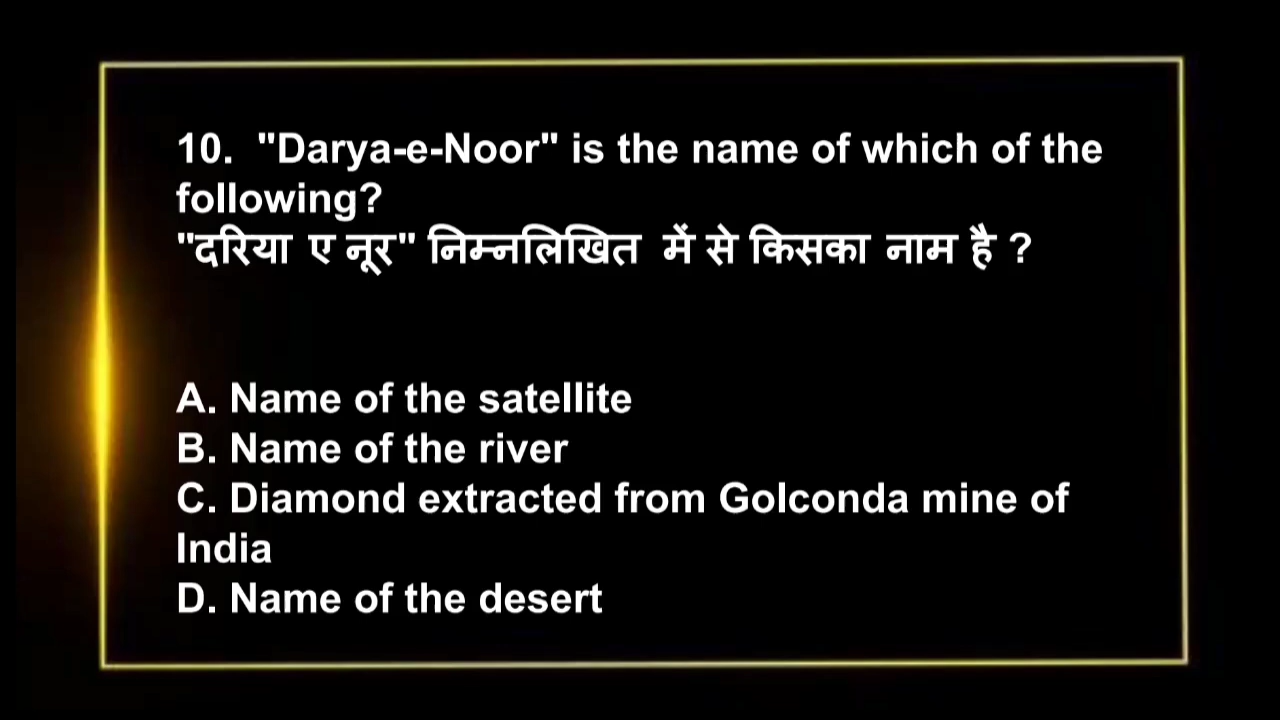 10.  "Darya-e-Noor" is the name of which of the
following?
"दरिया ए नूर" निम्नलिखित में से किसका नाम है ?
A. Name of the satellite
B. Name of the river
C. Diamond extracted from Golconda mine of
India
D. Name of the desert